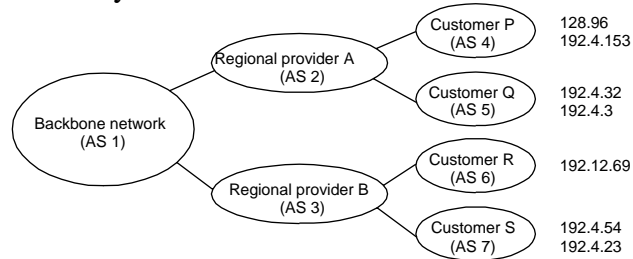 Customer P
(AS 4)
128.96
192.4.153
Regional provider A
(AS 2)
Customer Q
(AS 5)
192.4.32
192.4.3
Backbone network
(AS 1)
Customer R
(AS 6)
192.12.69
Regional provider B
(AS 3)
Customer S
(AS 7)
192.4.54
192.4.23